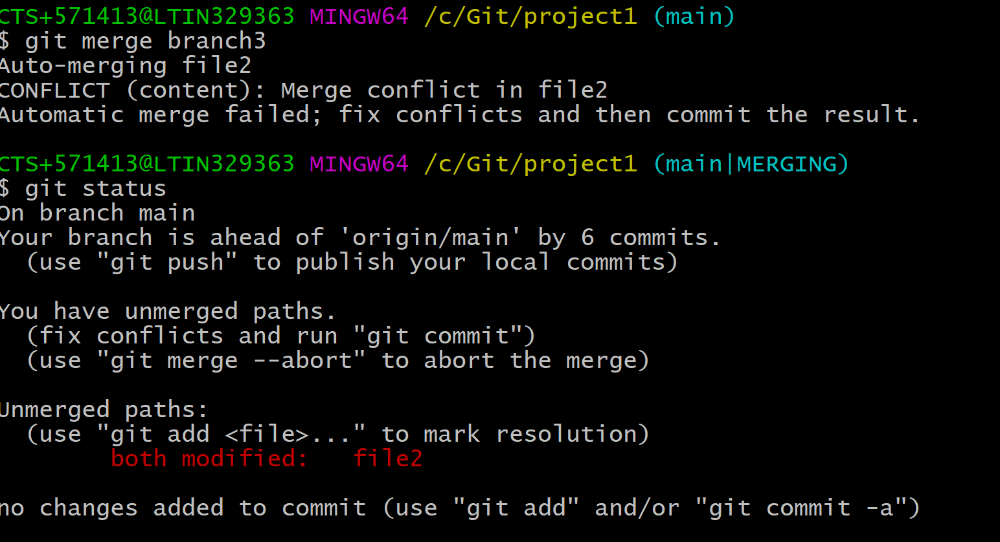 CTS+571413@LTIN329363 MINGW64 /c/Git/project1 (main)
$ git merge branch3
Auto-merging file2
CONFLICT (content): Merge conflict in file2
Automatic merge failed; fix conflicts and then commit the result.

CTS+571413@LTIN329363 MINGW64 /c/Git/project1 (main|MERGING)
$ git status
On branch main
Your branch is ahead of 'origin/main' by 6 commits.
  (use "git push" to publish your local commits)

You have unmerged paths.
  (fix conflicts and run "git commit")
  (use "git merge --abort" to abort the merge)

Unmerged paths:
  (use "git add <file>..." to mark resolution)
        both modified:   file2

no changes added to commit (use "git add" and/or "git commit -a")